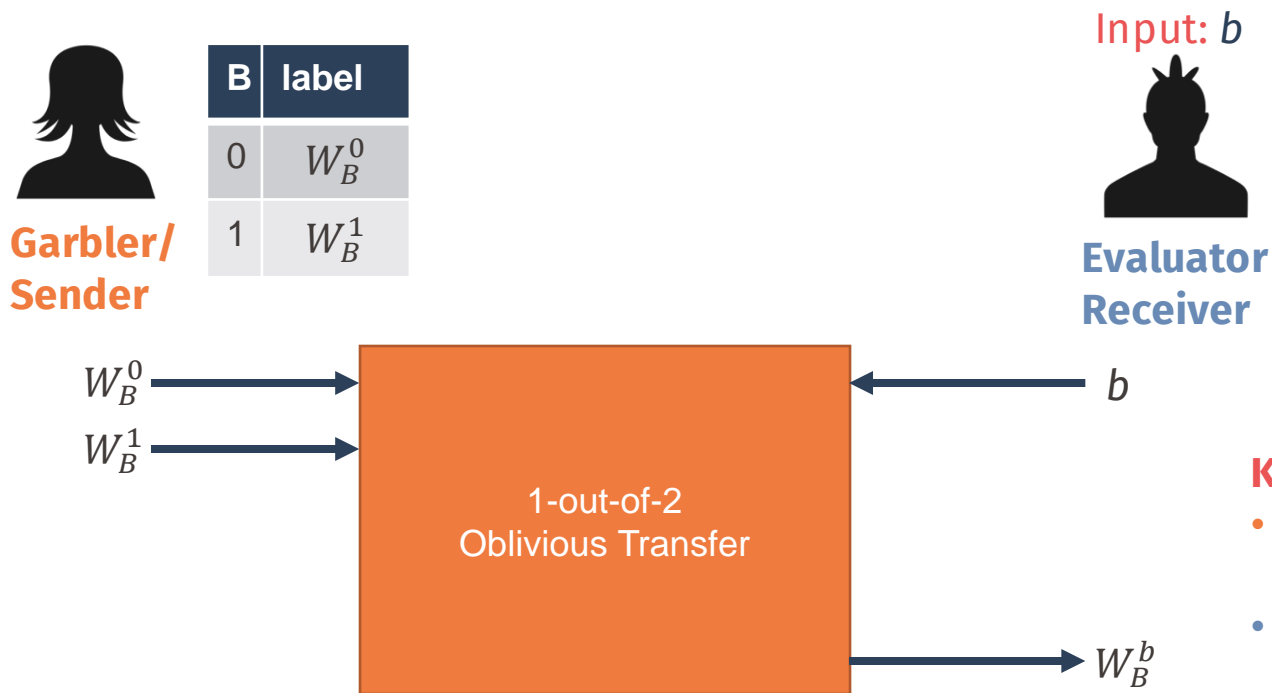 Input: b
B label
0 W_B^0
1 W_B^1
Garbler/
Sender
Evaluator
Receiver
W_B^0
b
W_B^1
1-out-of-2
Oblivious Transfer
K
•
•
W_B^b